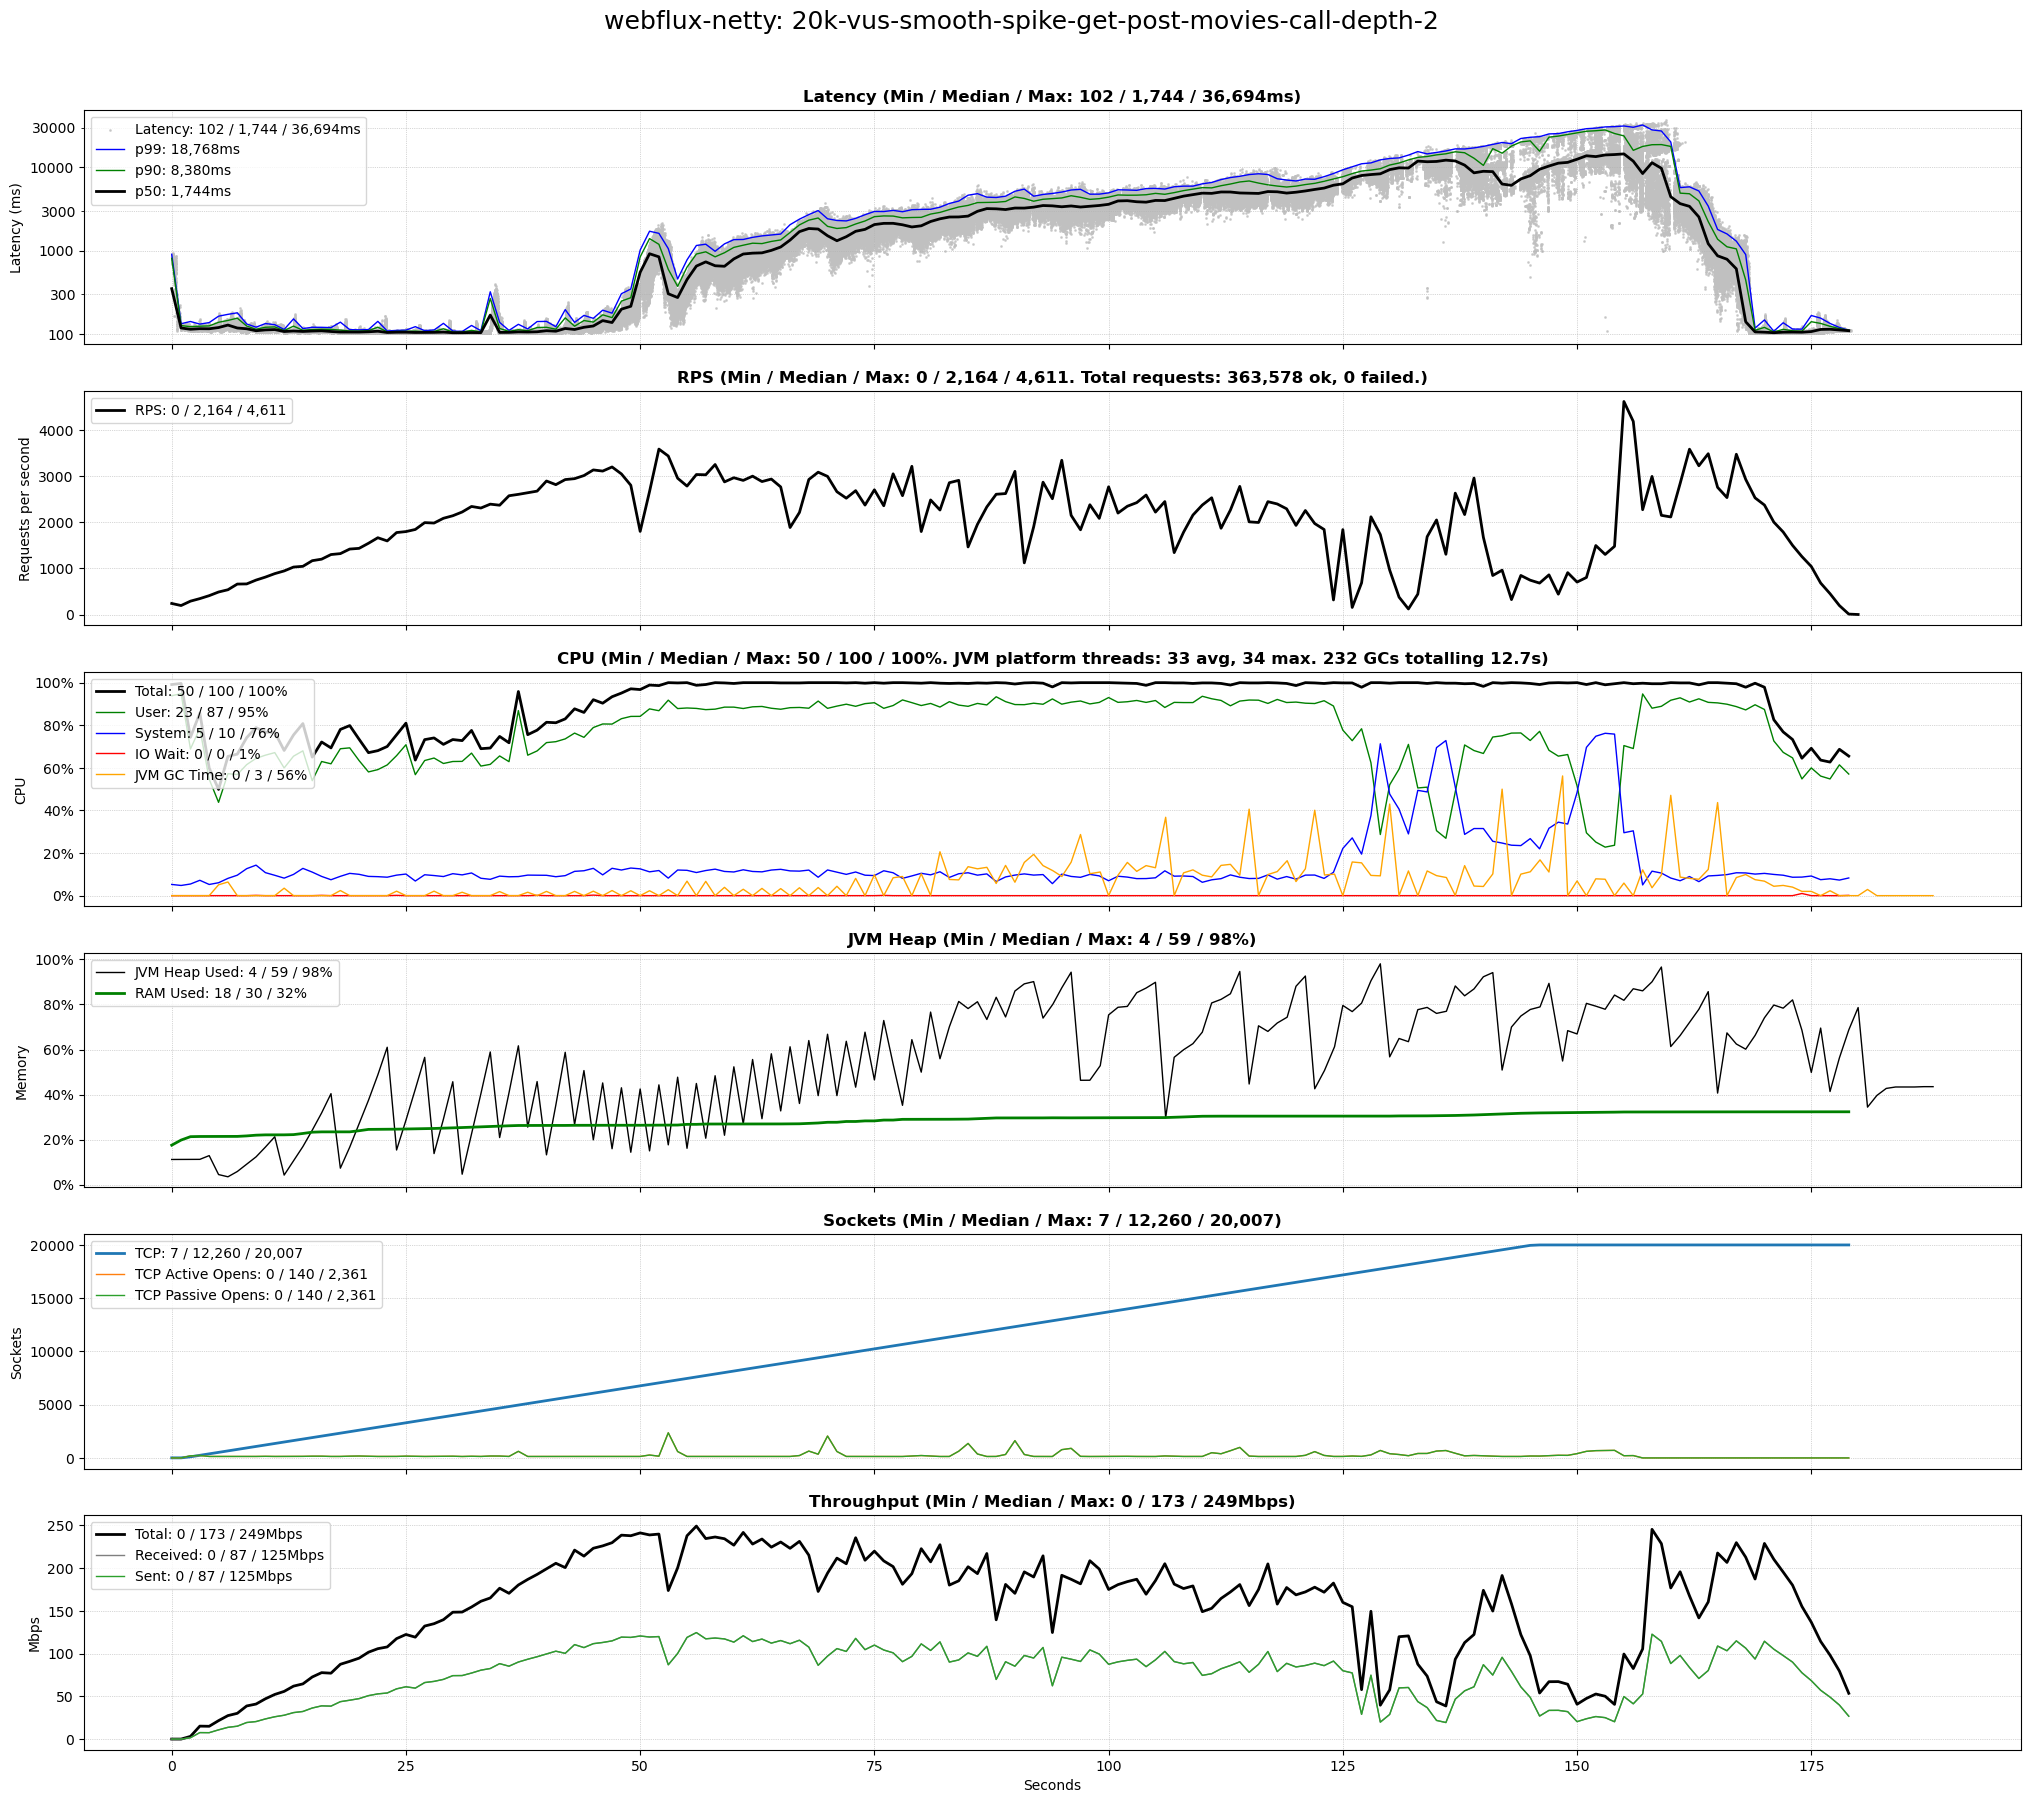 webflux-netty: 20k-vus-smooth-spike-get-post-movies-call-depth-2
Latency (Min / Median / Max: 102 / 1,744 / 36,694ms)
Latency (ms)
30000
10000
3000
1000
300
100
Latency: 102 / 1,744 / 36,694ms
p99: 18,768ms
p90: 8,380ms
p50: 1,744ms
RPS (Min / Median / Max: 0 / 2,164 / 4,611. Total requests: 363,578 ok, 0 failed.)
Requests per second
4000
3000
2000
1000
0
RPS: 0 / 2,164 / 4,611
CPU (Min / Median / Max: 50 / 100 / 100%. JVM platform threads: 33 avg, 34 max. 232 GCs totalling 12.7s)
CPU
100%
80%
60%
40%
20%
0%
Total: 50 / 100 / 100%
User: 23 / 87 / 95%
System: 5 / 10 / 76%
IO Wait: 0 / 0 / 1%
JVM GC Time: 0 / 3 / 56%
JVM Heap (Min / Median / Max: 4 / 59 / 98%)
Memory
100%
80%
60%
40%
20%
0%
JVM Heap Used: 4 / 59 / 98%
RAM Used: 18 / 30 / 32%
Sockets (Min / Median / Max: 7 / 12,260 / 20,007)
Sockets
20000
15000
10000
5000
0
TCP: 7 / 12,260 / 20,007
TCP Active Opens: 0 / 140 / 2,361
TCP Passive Opens: 0 / 140 / 2,361
Throughput (Min / Median / Max: 0 / 173 / 249Mbps)
Mbps
250
200
150
100
50
0
Total: 0 / 173 / 249Mbps
Received: 0 / 87 / 125Mbps
Sent: 0 / 87 / 125Mbps
0 25 50 75 100 125 150 175
Seconds